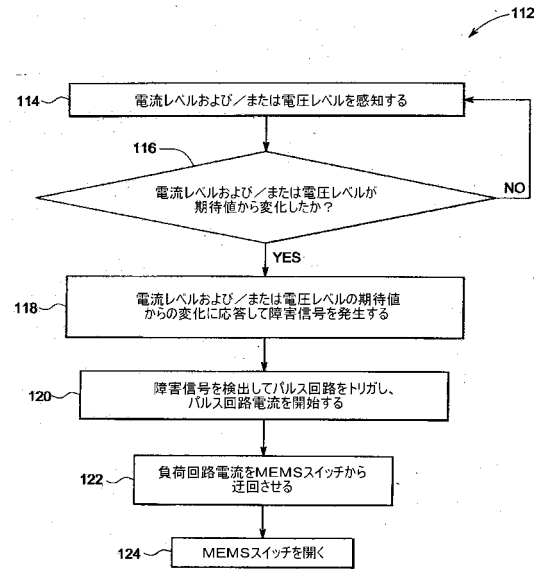 112
114
電流レベルおよび／または電圧レベルを感知する
116
電流レベルおよび／または電圧レベルが
期待値から変化したか？
NO
YES
118
電流レベルおよび／または電圧レベルの期待値
からの変化に応答して障害信号を発生する
120
障害信号を検出してパルス回路をトリガし、
パルス回路電流を開始する
122
負荷回路電流をMEMSスイッチから
迂回させる
124
MEMSスイッチを開く